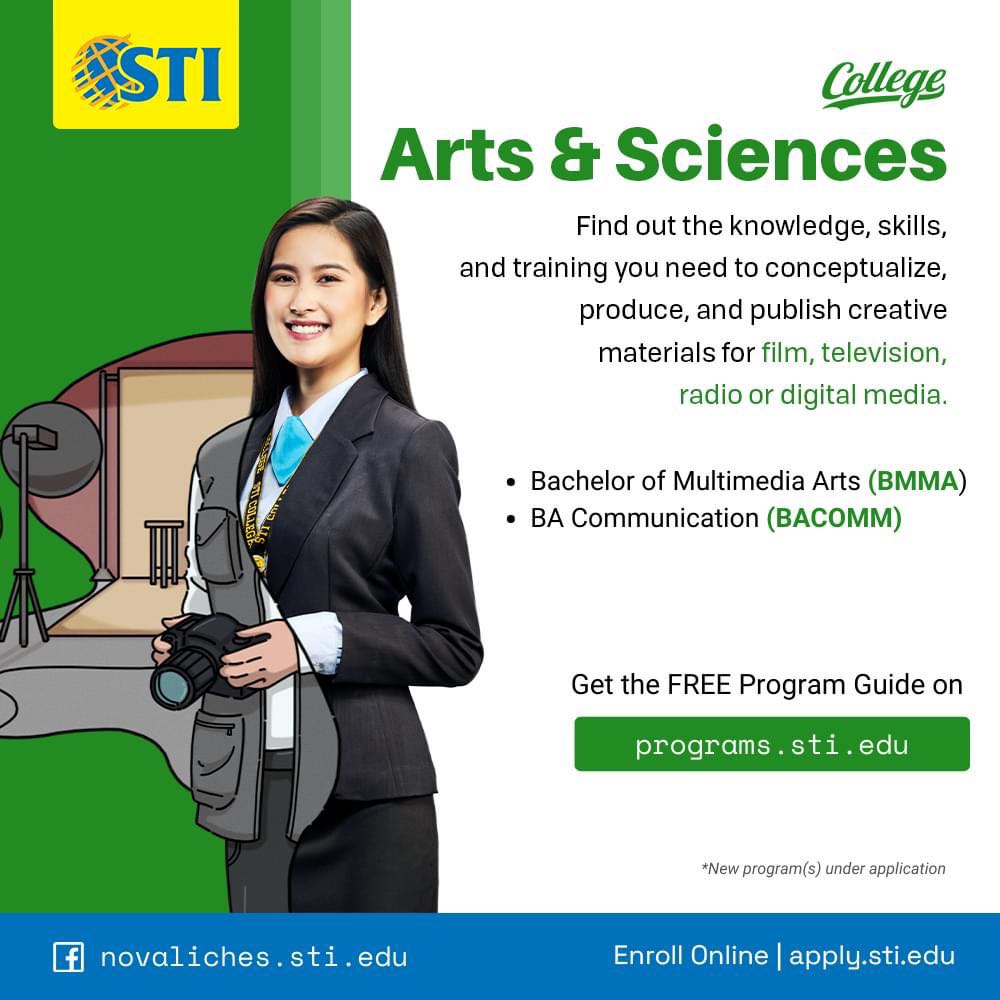 STI
College
Arts & Sciences
Find out the knowledge, skills,
and training you need to conceptualize,
produce, and publish creative
materials for film, television,
radio or digital media.
• Bachelor of Multimedia Arts (BMMA)
• BA Communication (BACOMM)
Get the FREE Program Guide on
programs.sti.edu
*New program(s) under application
novaliches.sti.edu
Enroll Online | apply.sti.edu
STI COLLEGE